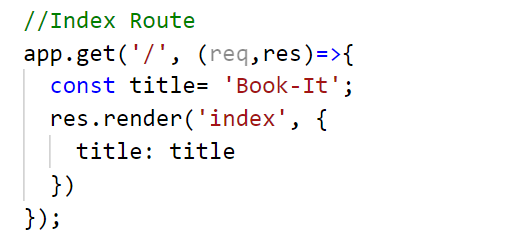 //Index Route
app.get('/', (req,res)=>{
  const title= 'Book-It';
  res.render('index', {
    title: title
  })
});